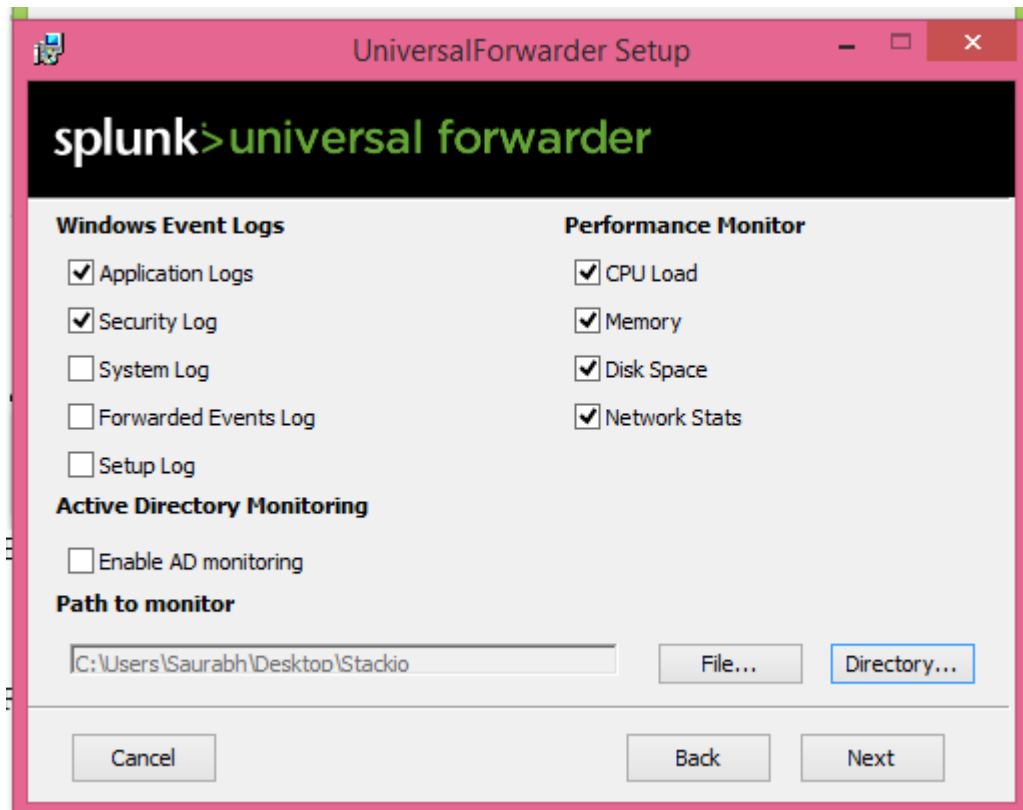 UniversalForwarder Setup
splunk>universal forwarder
Windows Event Logs
Application Logs
Security Log
System Log
Forwarded Events Log
Setup Log
Performance Monitor
CPU Load
Memory
Disk Space
Network Stats
Active Directory Monitoring
Enable AD monitoring
Path to monitor
C:\Users\Saurabh\Desktop\Stackio
File...
Directory...
Cancel
Back
Next